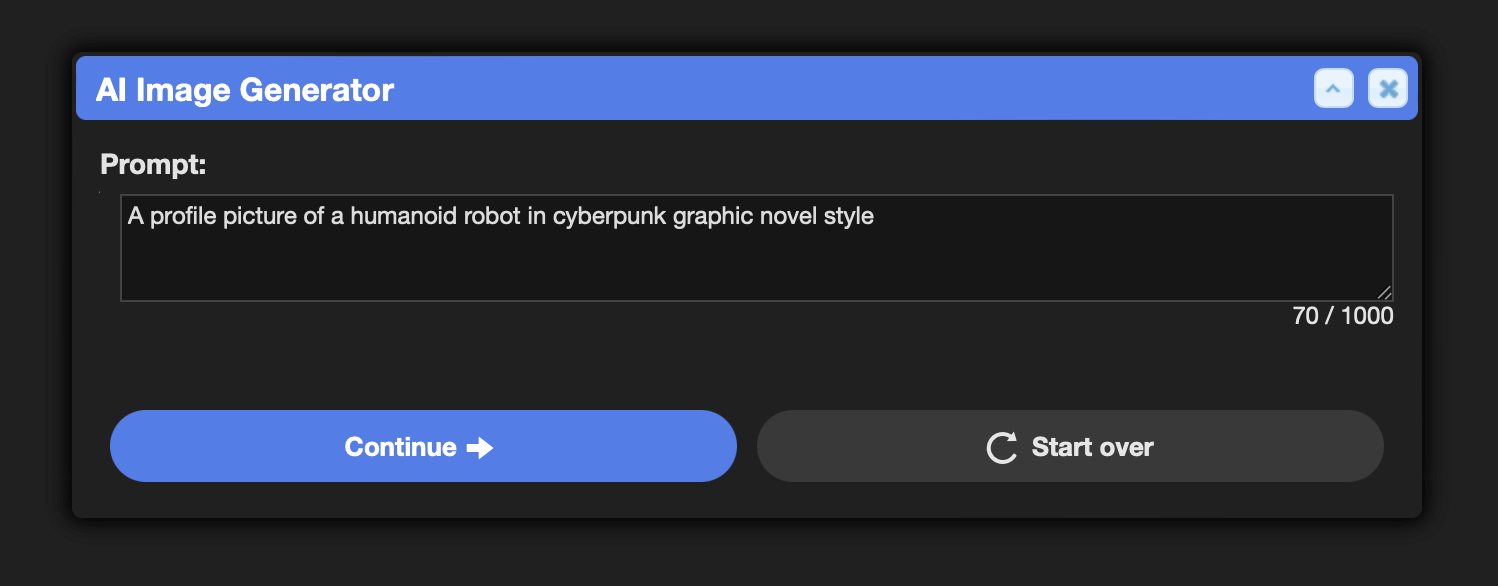 AI Image Generator
Prompt:
A profile picture of a humanoid robot in cyberpunk graphic novel style
70 / 1000
Continue
Start over